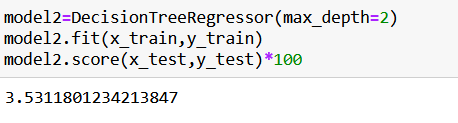 model2=DecisionTreeRegressor(max_depth=2)
model2.fit(x_train,y_train)
model2.score(x_test,y_test)*100
3.5311801234213847